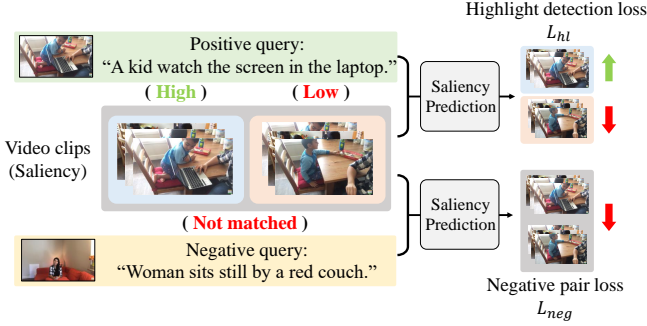 Highlight detection loss
L_hl
Positive query:
“A kid watch the screen in the laptop.”
( High )
( Low )
Saliency
Prediction
Video clips
(Saliency)
( Not matched )
Saliency
Prediction
Negative query:
“Woman sits still by a red couch.”
Negative pair loss
L_neg